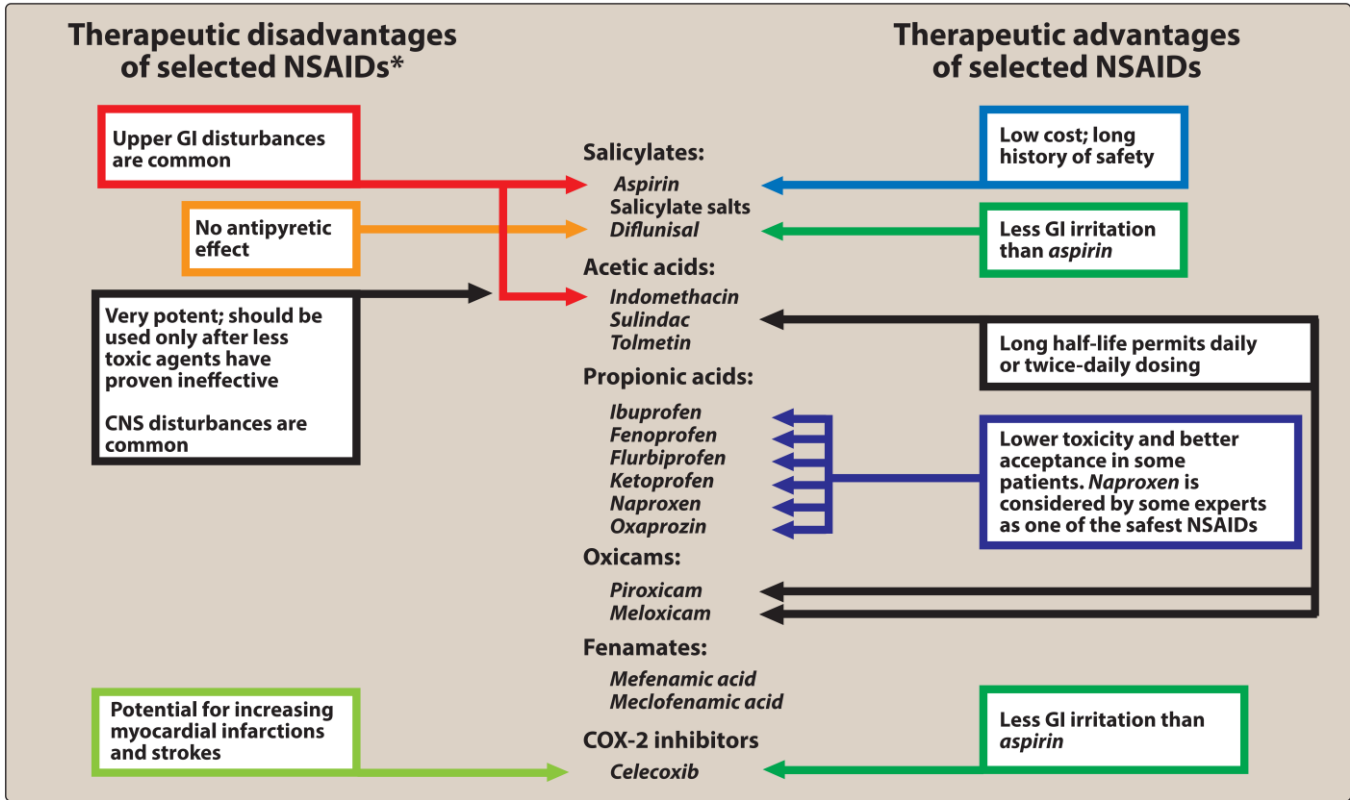 Therapeutic disadvantages
of selected NSAIDs*
Upper GI disturbances
are common
No antipyretic
effect
Very potent; should be
used only after less
toxic agents have
proven ineffective
CNS disturbances are
common
Potential for increasing
myocardial infarctions
and strokes
Salicylates:
Aspirin
Salicylate salts
Diflunisal
Acetic acids:
Indomethacin
Sulindac
Tolmetin
Propionic acids:
Ibuprofen
Fenoprofen
Flurbiprofen
Ketoprofen
Naproxen
Oxaprozin
Oxicams:
Piroxicam
Meloxicam
Fenamates:
Mefenamic acid
Meclofenamic acid
COX-2 inhibitors
Celecoxib
Therapeutic advantages
of selected NSAIDs
Low cost; long
history of safety
Less GI irritation
than aspirin
Long half-life permits daily
or twice-daily dosing
Lower toxicity and better
acceptance in some
patients. Naproxen is
considered by some experts
as one of the safest NSAIDs
Less GI irritation than
aspirin